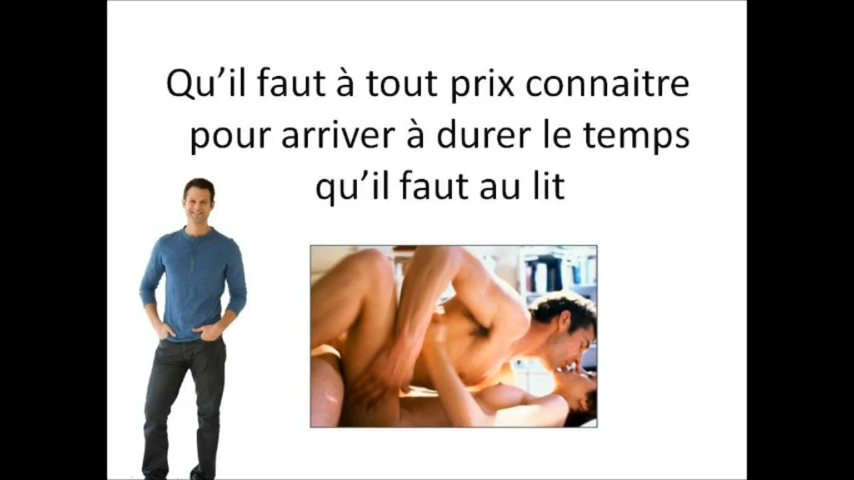 Qu’il faut à tout prix connaitre
pour arriver à durer le temps
qu’il faut au lit